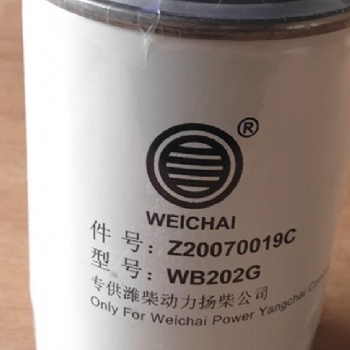 ®
WEICHAI
件 号: Z20070019C
型 号: WB202G
专供潍柴动力扬柴公司
Only For Weichai Power Yangchai